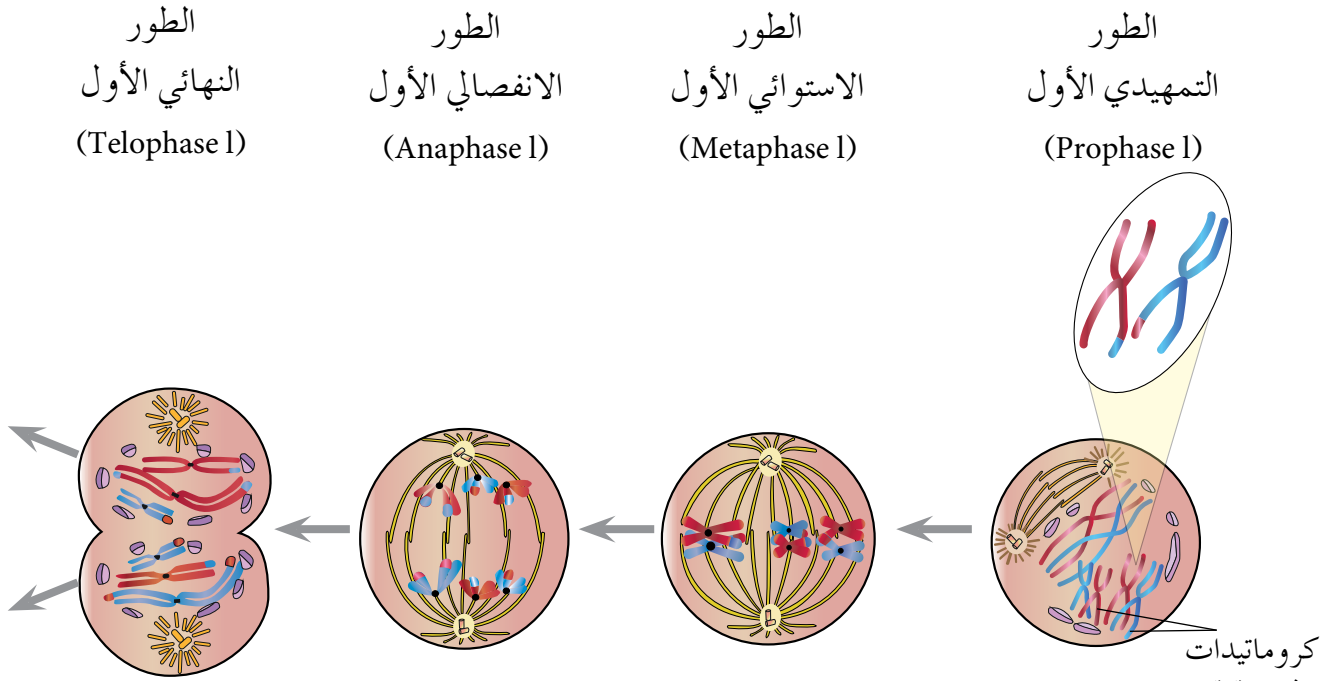 الطور
التمهيدي الأول
(Prophase l)
الطور
الاستوائي الأول
(Metaphase l)
الطور
الانفصالي الأول
(Anaphase l)
الطور
النهائي الأول
(Telophase l)
كروماتيدات